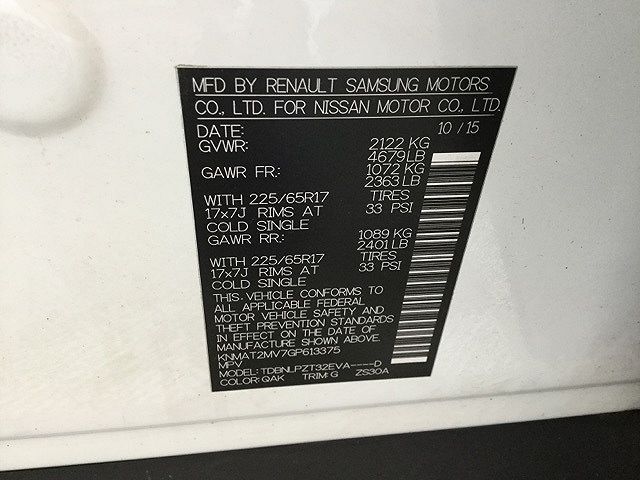 MFD BY RENAULT SAMSUNG MOTORS
CO., LTD. FOR NISSAN MOTOR CO., LTD.
DATE: 10 / 15
GVWR: 2122 KG
4679LB
GAWR FR.: 1072 KG
2363LB
WITH 225/65R17 TIRES
17x7J RIMS AT 33 PSI
COLD SINGLE
GAWR RR.: 1089 KG
2401LB
WITH 225/65R17 TIRES
17x7J RIMS AT 33 PSI
COLD SINGLE
THIS VEHICLE CONFORMS TO
ALL APPLICABLE FEDERAL
MOTOR VEHICLE SAFETY AND
THEFT PREVENTION STANDARDS
IN EFFECT ON THE DATE OF
MANUFACTURE SHOWN ABOVE.
KNMAT2MV7GP613375
MPV
MODEL: TDBNLPZT32EVA----D
COLOR: QAK TRIM: G ZS30A